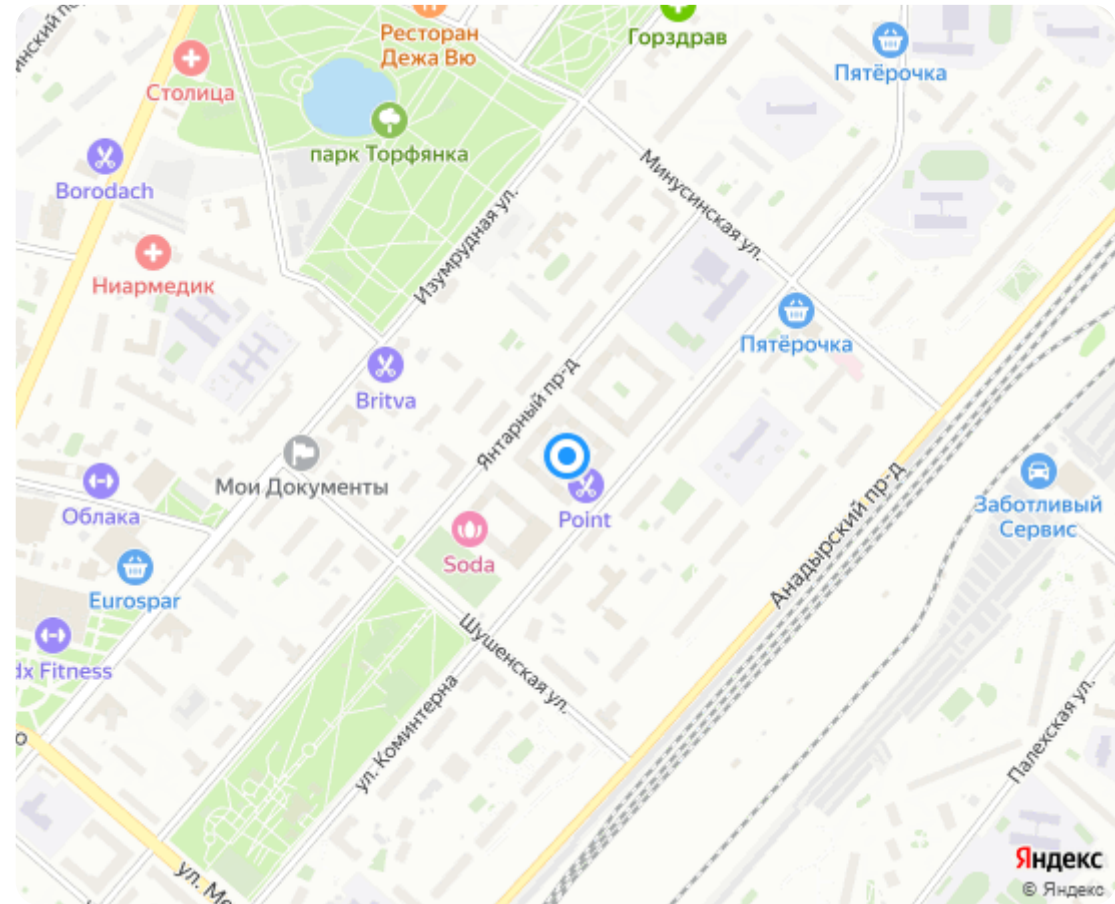 Ресторан
Дежа Вю
Горздрав
Пятёрочка
Столица
парк Торфянка
Borodach
Минусинская ул.
Изумрудная ул.
Ниармедик
Пятёрочка
Britva
Янтарный пр-д
Мои Документы
Облака
Point
Заботливый
Сервис
Soda
Анадырский пр-д
Eurospar
Шушенская ул.
dx Fitness
ул. Коминтерна
Палехская ул.
Яндекс
© Яндекс